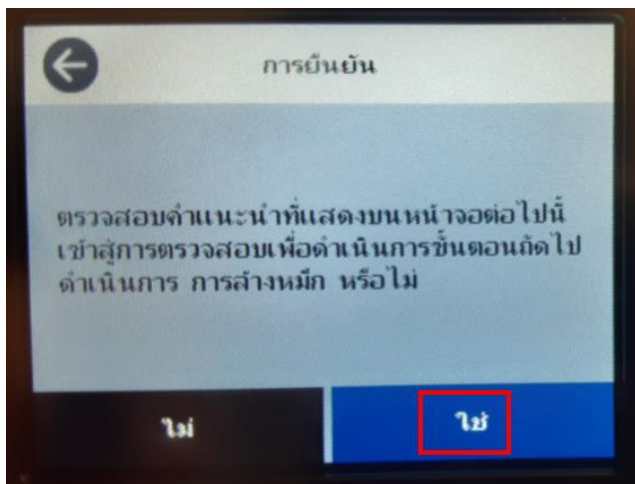 การยืนยัน
ตรวจสอบคำแนะนำที่แสดงบนหน้าจอต่อไปนี้
เข้าสู่การตรวจสอบเพื่อดำเนินการขั้นตอนถัดไป
ดำเนินการ การล้างหมึก หรือไม่
ไม่
ใช่